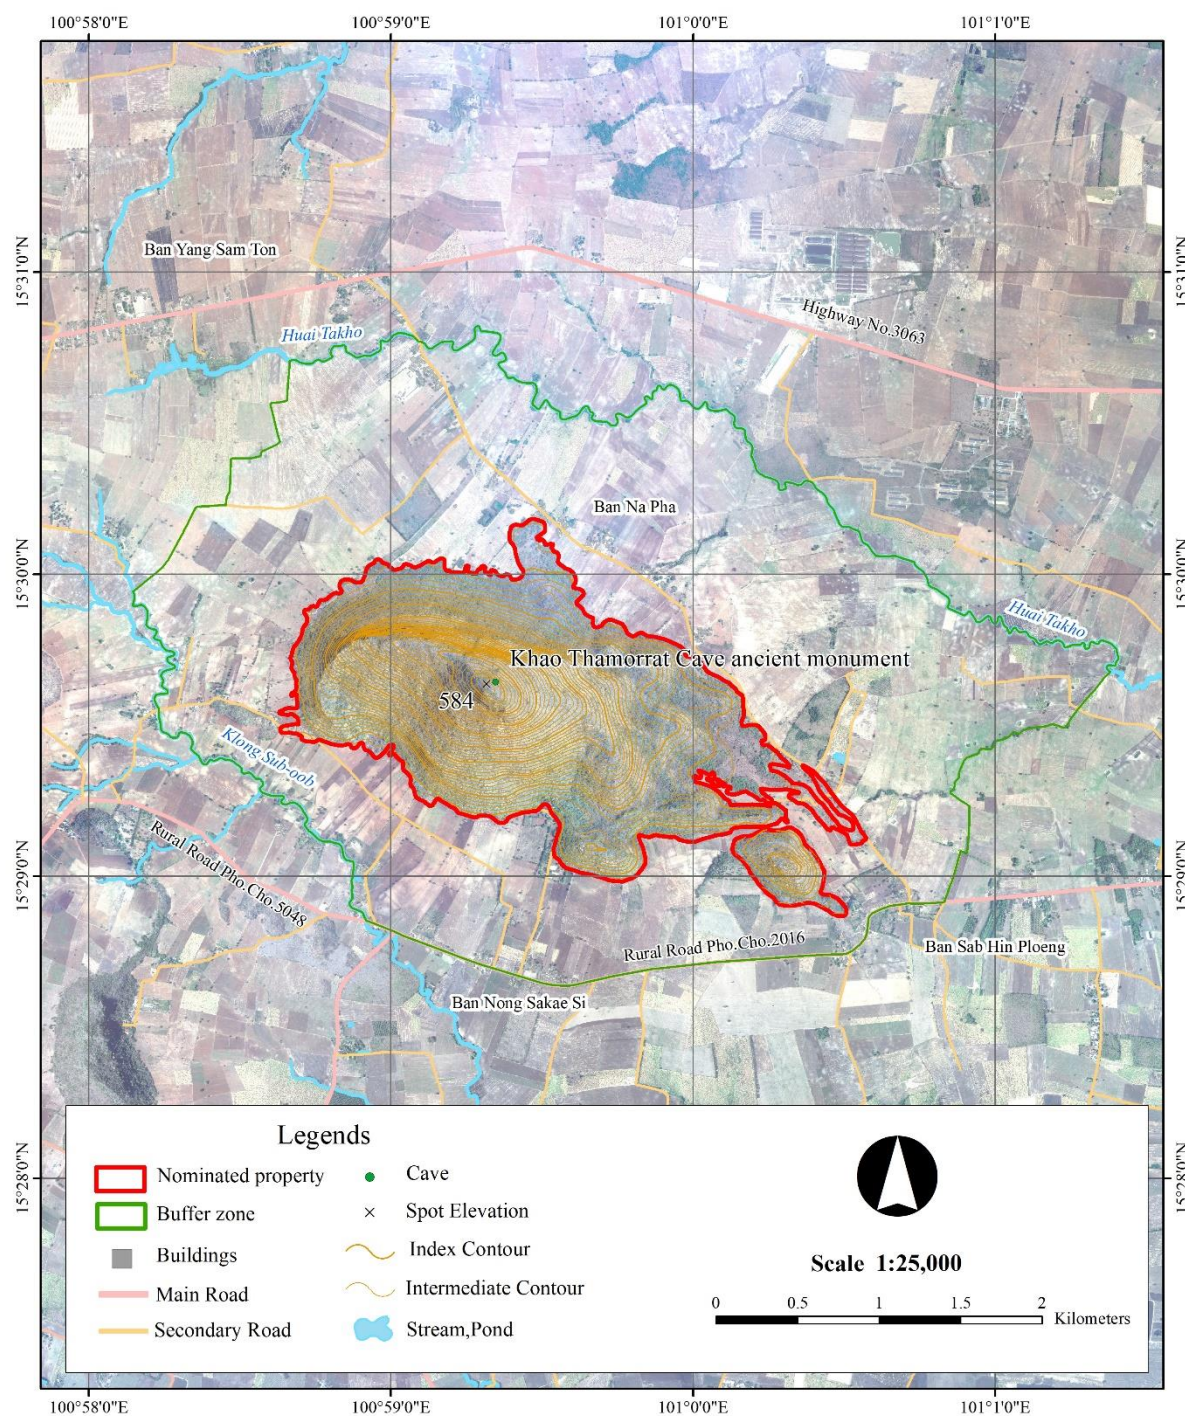 100°58'0"E 100°59'0"E 101°0'0"E 101°1'0"E
Ban Yang Sam Ton
15°31'0"N 15°31'0"N
Highway No.3063
Huai Takho
Ban Na Pha
15°30'0"N 15°30'0"N
Huai Takho
Khao Thamorrat Cave ancient monument
584
Klong Sub-oob
Rural Road Pho.Cho.5048
15°29'0"N 15°29'0"N
Rural Road Pho.Cho.2016
Ban Sab Hin Ploeng
Ban Nong Sakae Si
Legends
Nominated property
Buffer zone
Buildings
Main Road
Secondary Road
Cave
Spot Elevation
Index Contour
Intermediate Contour
Stream,Pond
Scale 1:25,000
0 0.5 1 1.5 2
Kilometers
15°28'0"N 15°28'0"N
100°58'0"E 100°59'0"E 101°0'0"E 101°1'0"E